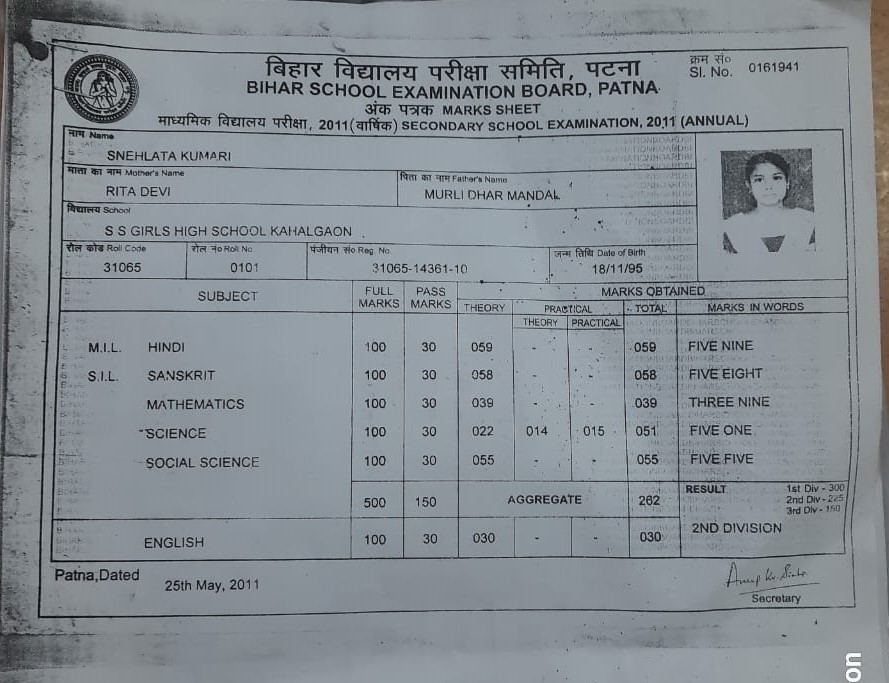 बिहार विद्यालय परीक्षा समिति, पटना
BIHAR SCHOOL EXAMINATION BOARD, PATNA
क्रम सं०
Sl. No. 0161941
अंक पत्रक MARKS SHEET
माध्यमिक विद्यालय परीक्षा, 2011(वार्षिक) SECONDARY SCHOOL EXAMINATION, 2011 (ANNUAL)
नाम Name
SNEHLATA KUMARI
माता का नाम Mother's Name पिता का नाम Father's Name
RITA DEVI MURLI DHAR MANDAL
विद्यालय School
S S GIRLS HIGH SCHOOL KAHALGAON
रोल कोड Roll Code रोल नं० Roll No पंजीयन सं० Reg. No. जन्म तिथि Date of Birth
31065 0101 31065-14361-10 18/11/95
SUBJECT FULL MARKS PASS MARKS MARKS OBTAINED
THEORY PRACTICAL TOTAL MARKS IN WORDS
THEORY PRACTICAL
M.I.L. HINDI 100 30 059 - - 059 FIVE NINE
S.I.L. SANSKRIT 100 30 058 - - 058 FIVE EIGHT
MATHEMATICS 100 30 039 - - 039 THREE NINE
SCIENCE 100 30 022 014 015 051 FIVE ONE
SOCIAL SCIENCE 100 30 055 - - 055 FIVE FIVE
500 150 AGGREGATE 262 RESULT 1st Div - 300
2nd Div - 225
3rd Div - 150
2ND DIVISION
ENGLISH 100 30 030 - - 030
Patna,Dated 25th May, 2011
Secretary
on